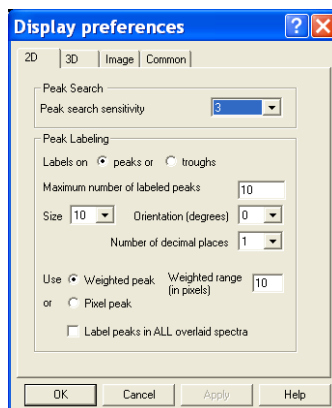 Display preferences
2D 3D Image Common
Peak Search
Peak search sensitivity 3
Peak Labeling
Labels on peaks or troughs
Maximum number of labeled peaks 10
Size 10 Orientation (degrees) 0
Number of decimal places 1
Use Weighted peak Weighted range (in pixels) 10
or Pixel peak
Label peaks in ALL overlaid spectra
OK Cancel Apply Help